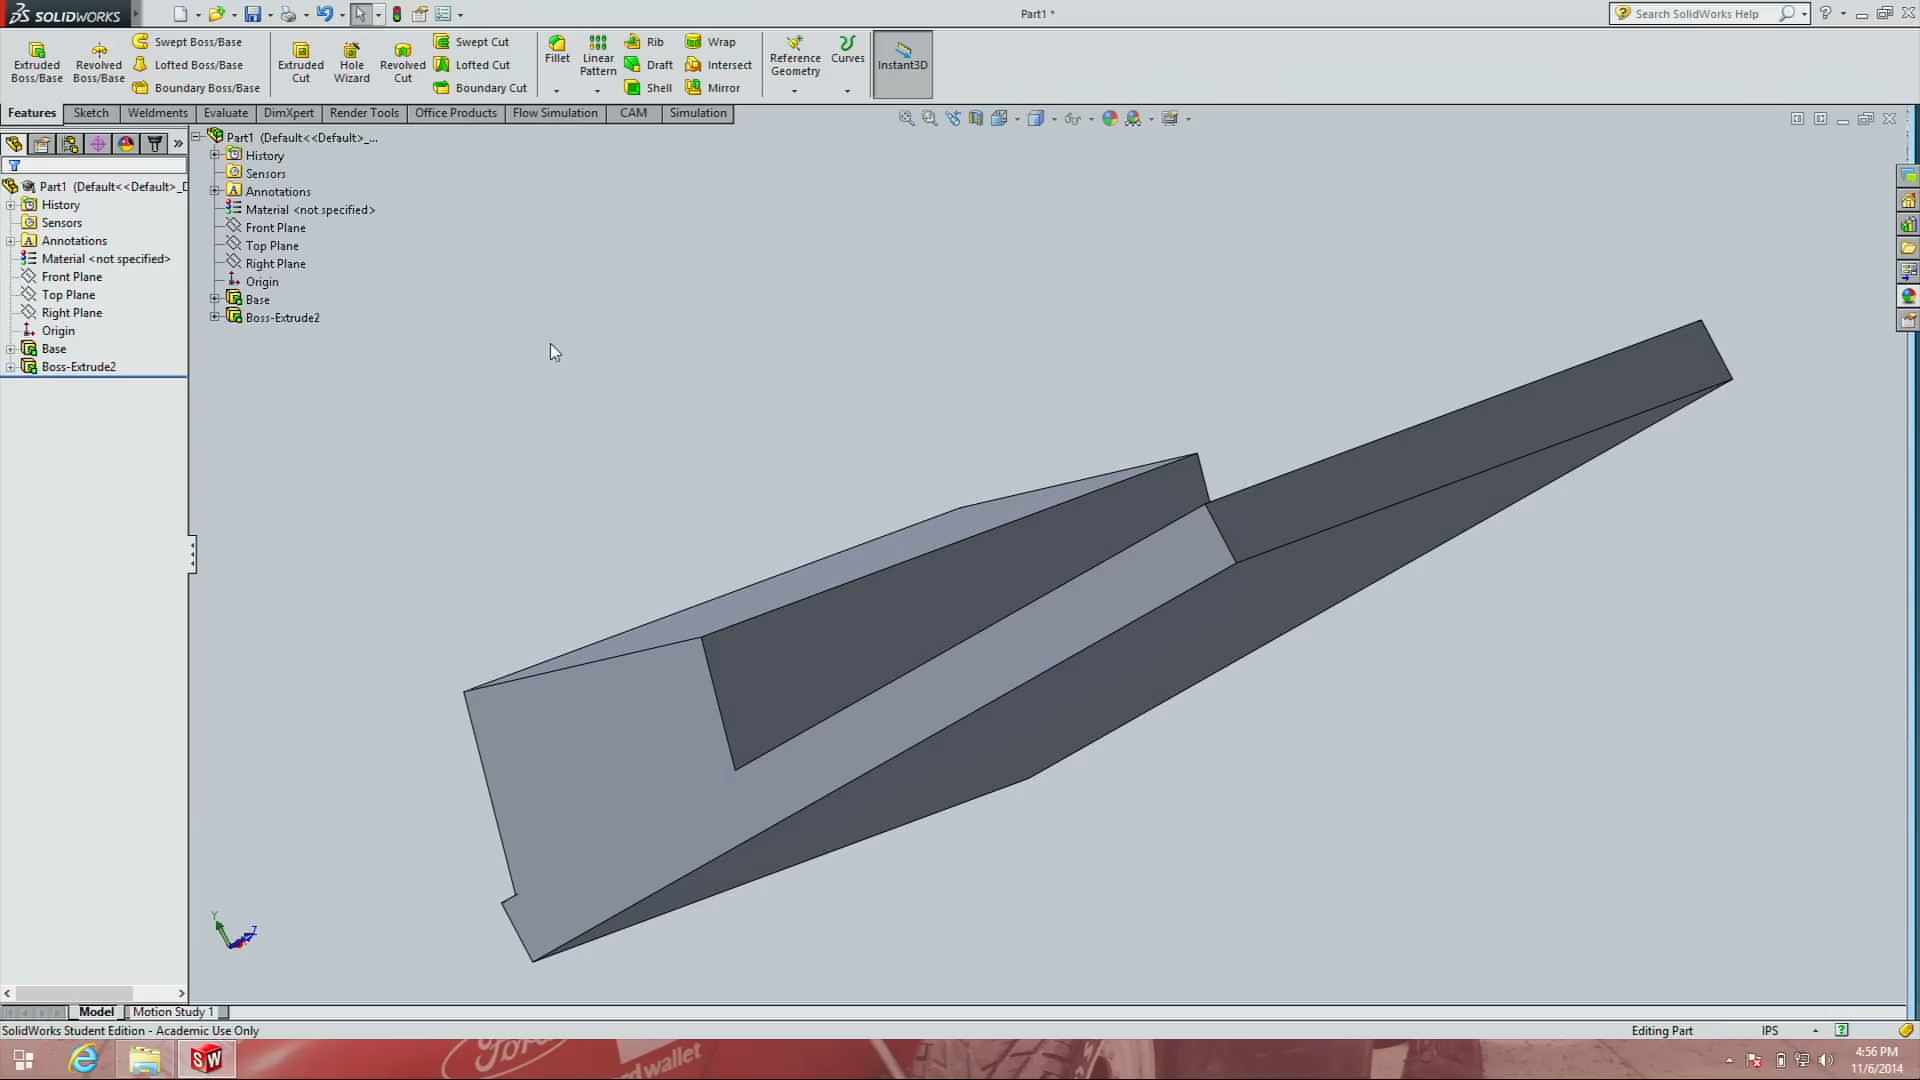 SOLIDWORKS
Part1 *
Search SolidWorks Help
Extruded Boss/Base
Revolved Boss/Base
Swept Boss/Base
Lofted Boss/Base
Boundary Boss/Base
Extruded Cut
Hole Wizard
Revolved Cut
Swept Cut
Lofted Cut
Boundary Cut
Fillet
Linear Pattern
Rib
Draft
Shell
Wrap
Intersect
Mirror
Reference Geometry
Curves
Instant3D
Features
Sketch
Weldments
Evaluate
DimXpert
Render Tools
Office Products
Flow Simulation
CAM
Simulation
Part1 (Default<<Default>_D
History
Sensors
Annotations
Material <not specified>
Front Plane
Top Plane
Right Plane
Origin
Base
Boss-Extrude2
Part1 (Default<<Default>_...
History
Sensors
Annotations
Material <not specified>
Front Plane
Top Plane
Right Plane
Origin
Base
Boss-Extrude2
Y
Z
Model
Motion Study 1
SolidWorks Student Edition - Academic Use Only
Editing Part
IPS
SW
Ford
dwallet
4:56 PM
11/6/2014